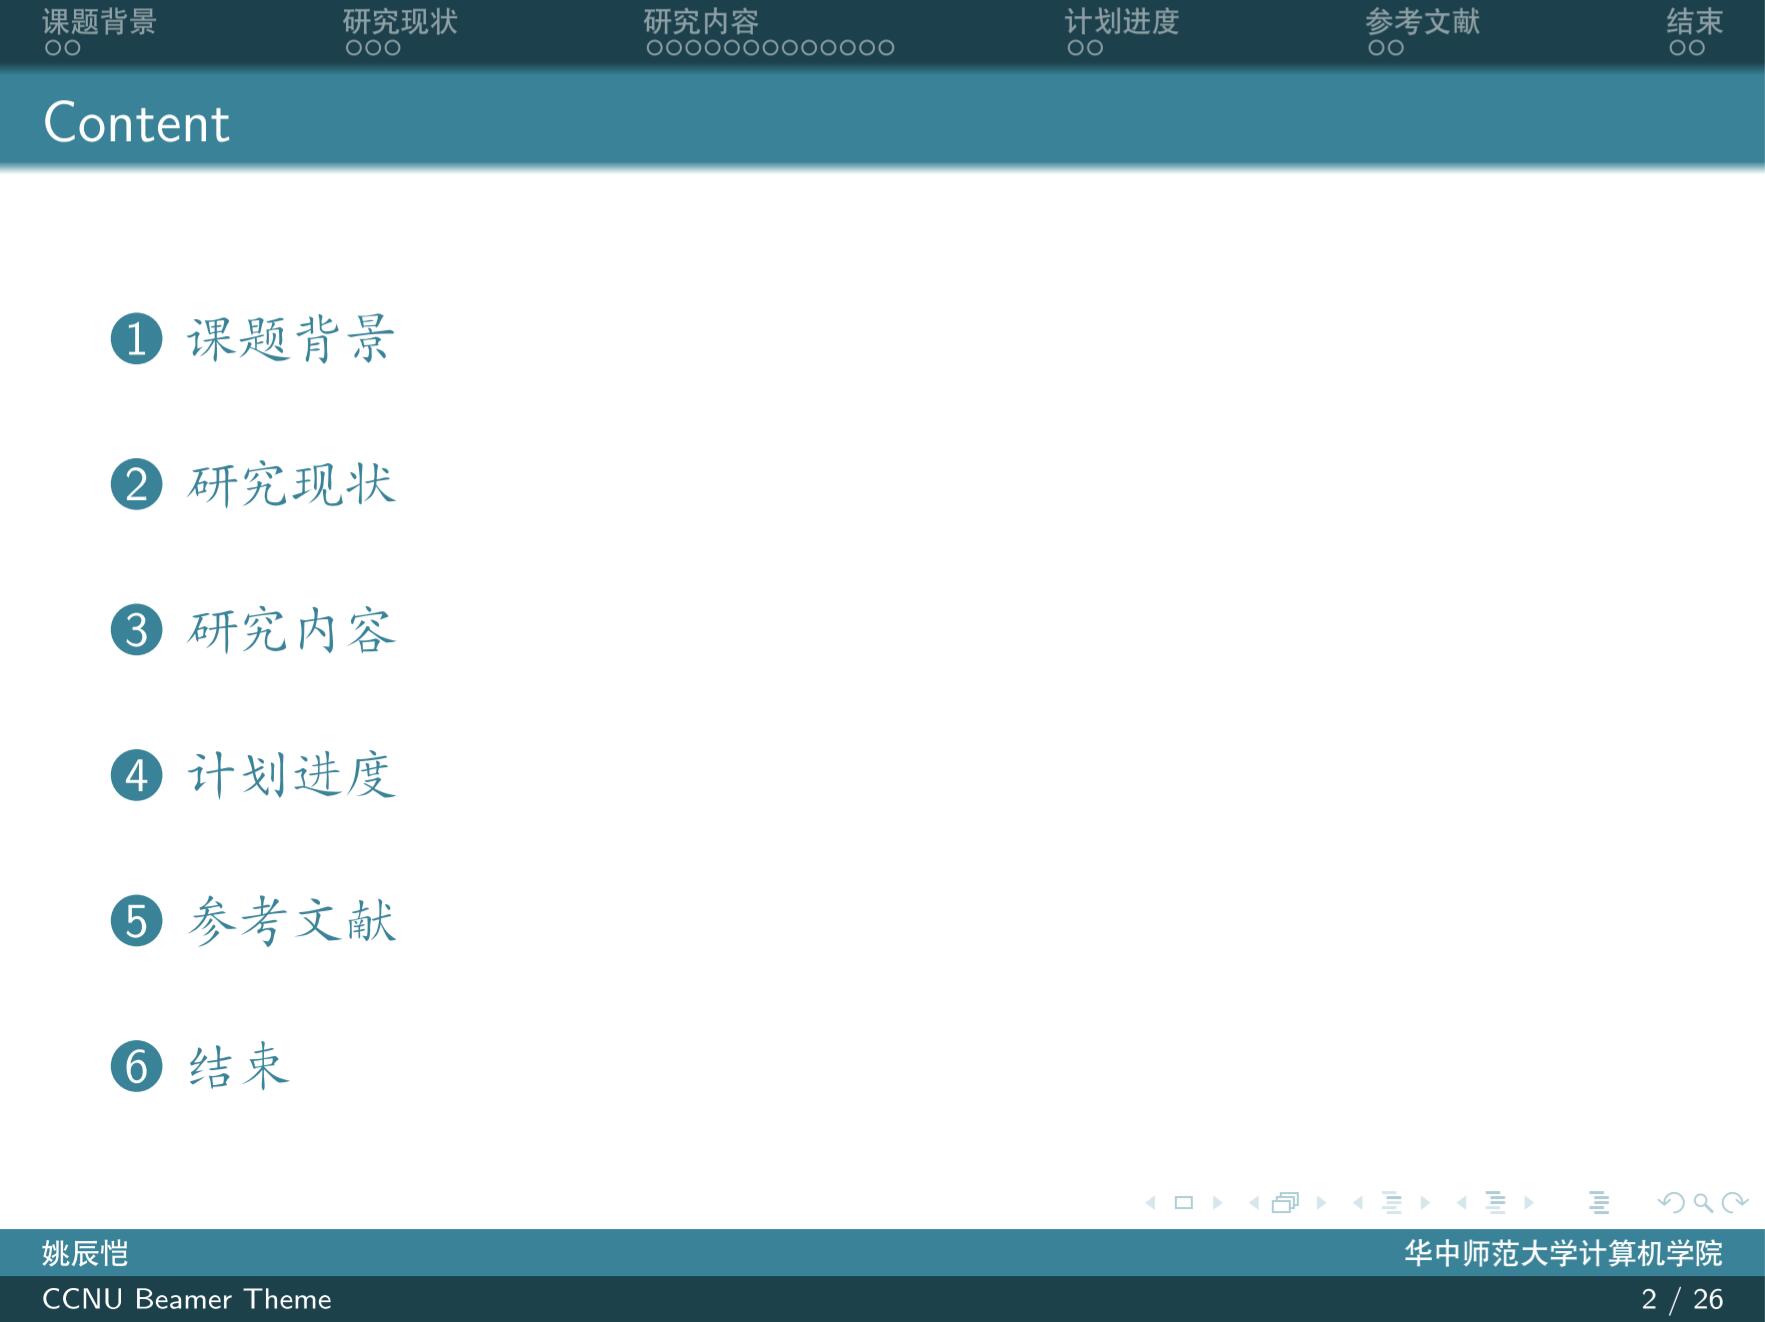 课题背景 研究现状 研究内容 计划进度 参考文献 结束
Content
1 课题背景
2 研究现状
3 研究内容
4 计划进度
5 参考文献
6 结束
姚辰恺 华中师范大学计算机学院
CCNU Beamer Theme 2 / 26